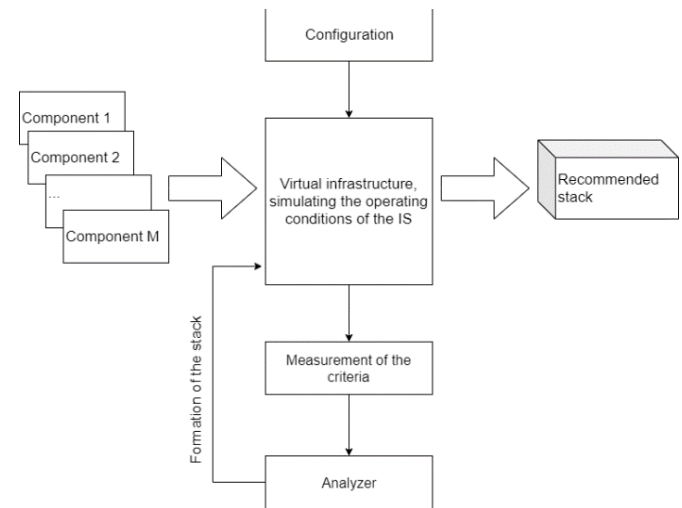 Configuration
Component 1
Component 2
...
Component M
Virtual infrastructure,
simulating the operating
conditions of the IS
Recommended
stack
Formation of the stack
Measurement of the
criteria
Analyzer